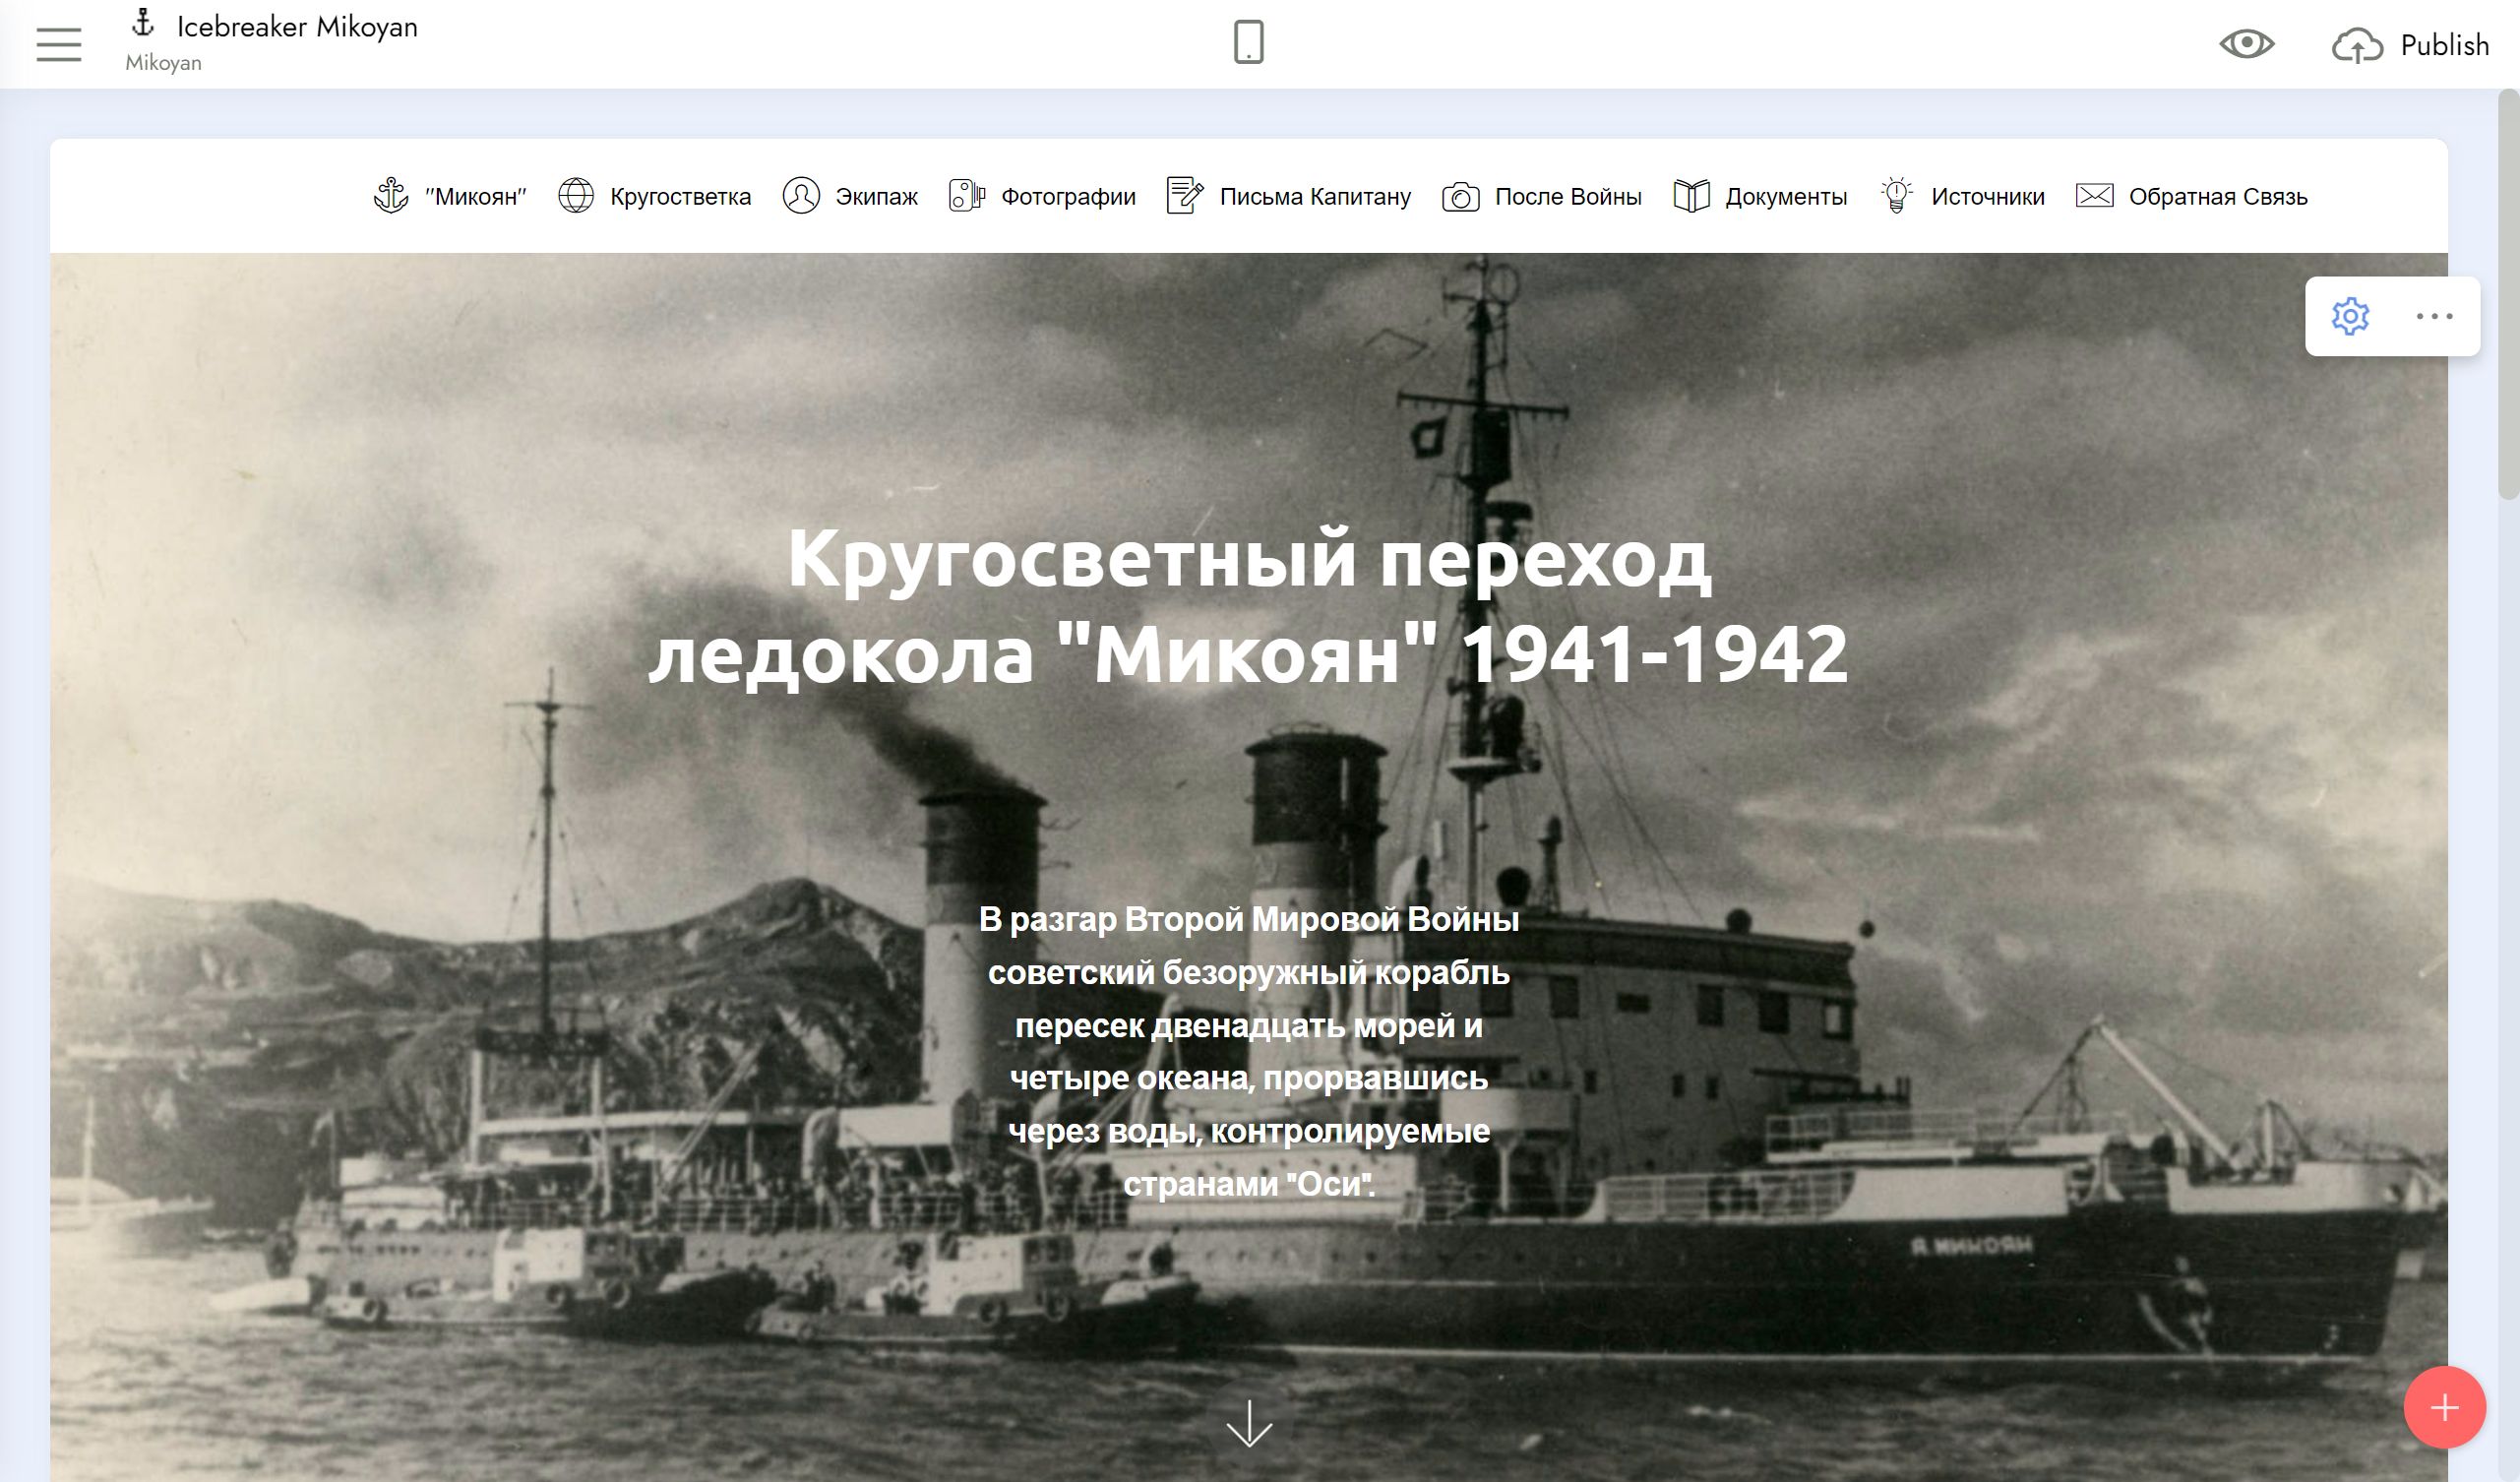 Icebreaker Mikoyan
Mikoyan
Publish
"Микоян" Кругостветка Экипаж Фотографии Письма Капитану После Войны Документы Источники Обратная Связь
Кругосветный переход
ледокола "Микоян" 1941-1942
В разгар Второй Мировой Войны
советский безоружный корабль
пересек двенадцать морей и
четыре океана, прорвавшись
через воды, контролируемые
странами "Оси".
А.МИКОЯН